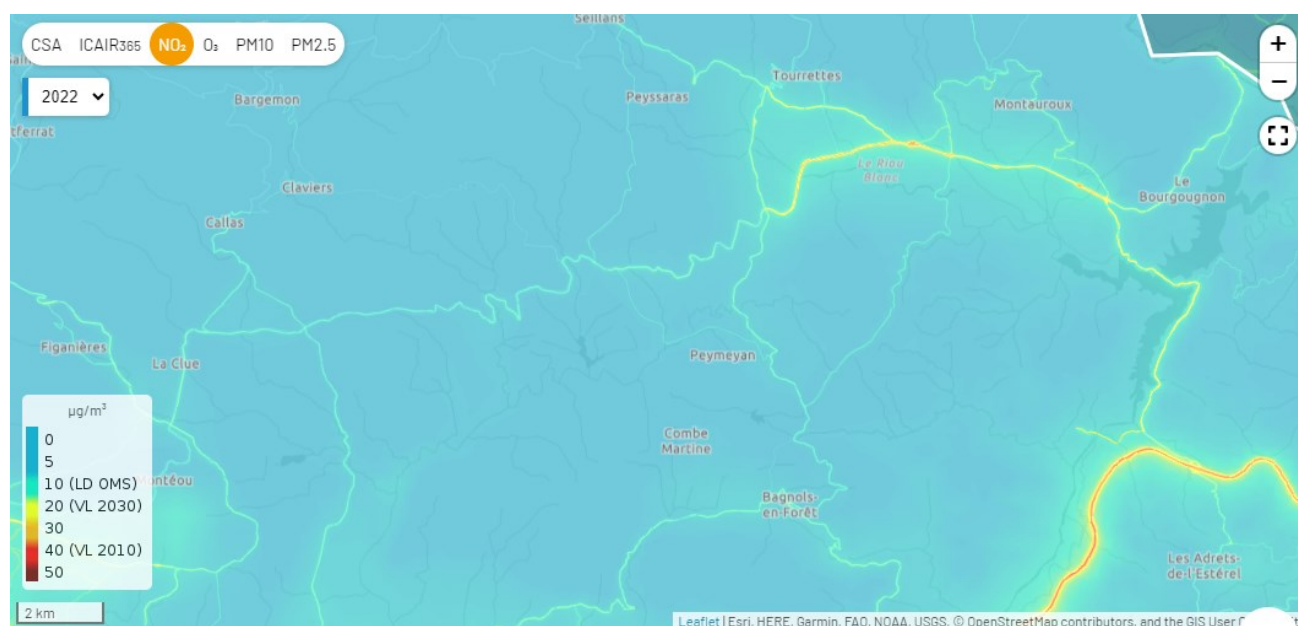 Seillans
CSA ICAIR365 NO₂ O₃ PM10 PM2.5
+
−
2022
Tourrettes
Peyssaras
Bargemon
Montauroux
tferrat
Le Riou
Blanc
Claviers
Le
Bourgougnon
Callas
Figanières
La Clue
Peymeyan
µg/m³
0
5
10 (LD OMS)
20 (VL 2030)
30
40 (VL 2010)
50
Combe
Martine
ontéou
Bagnols-
en-Forêt
Les Adrets-
de-l'Estérel
2 km
Leaflet | Esri, HERE, Garmin, FAO, NOAA, USGS, © OpenStreetMap contributors, and the GIS User